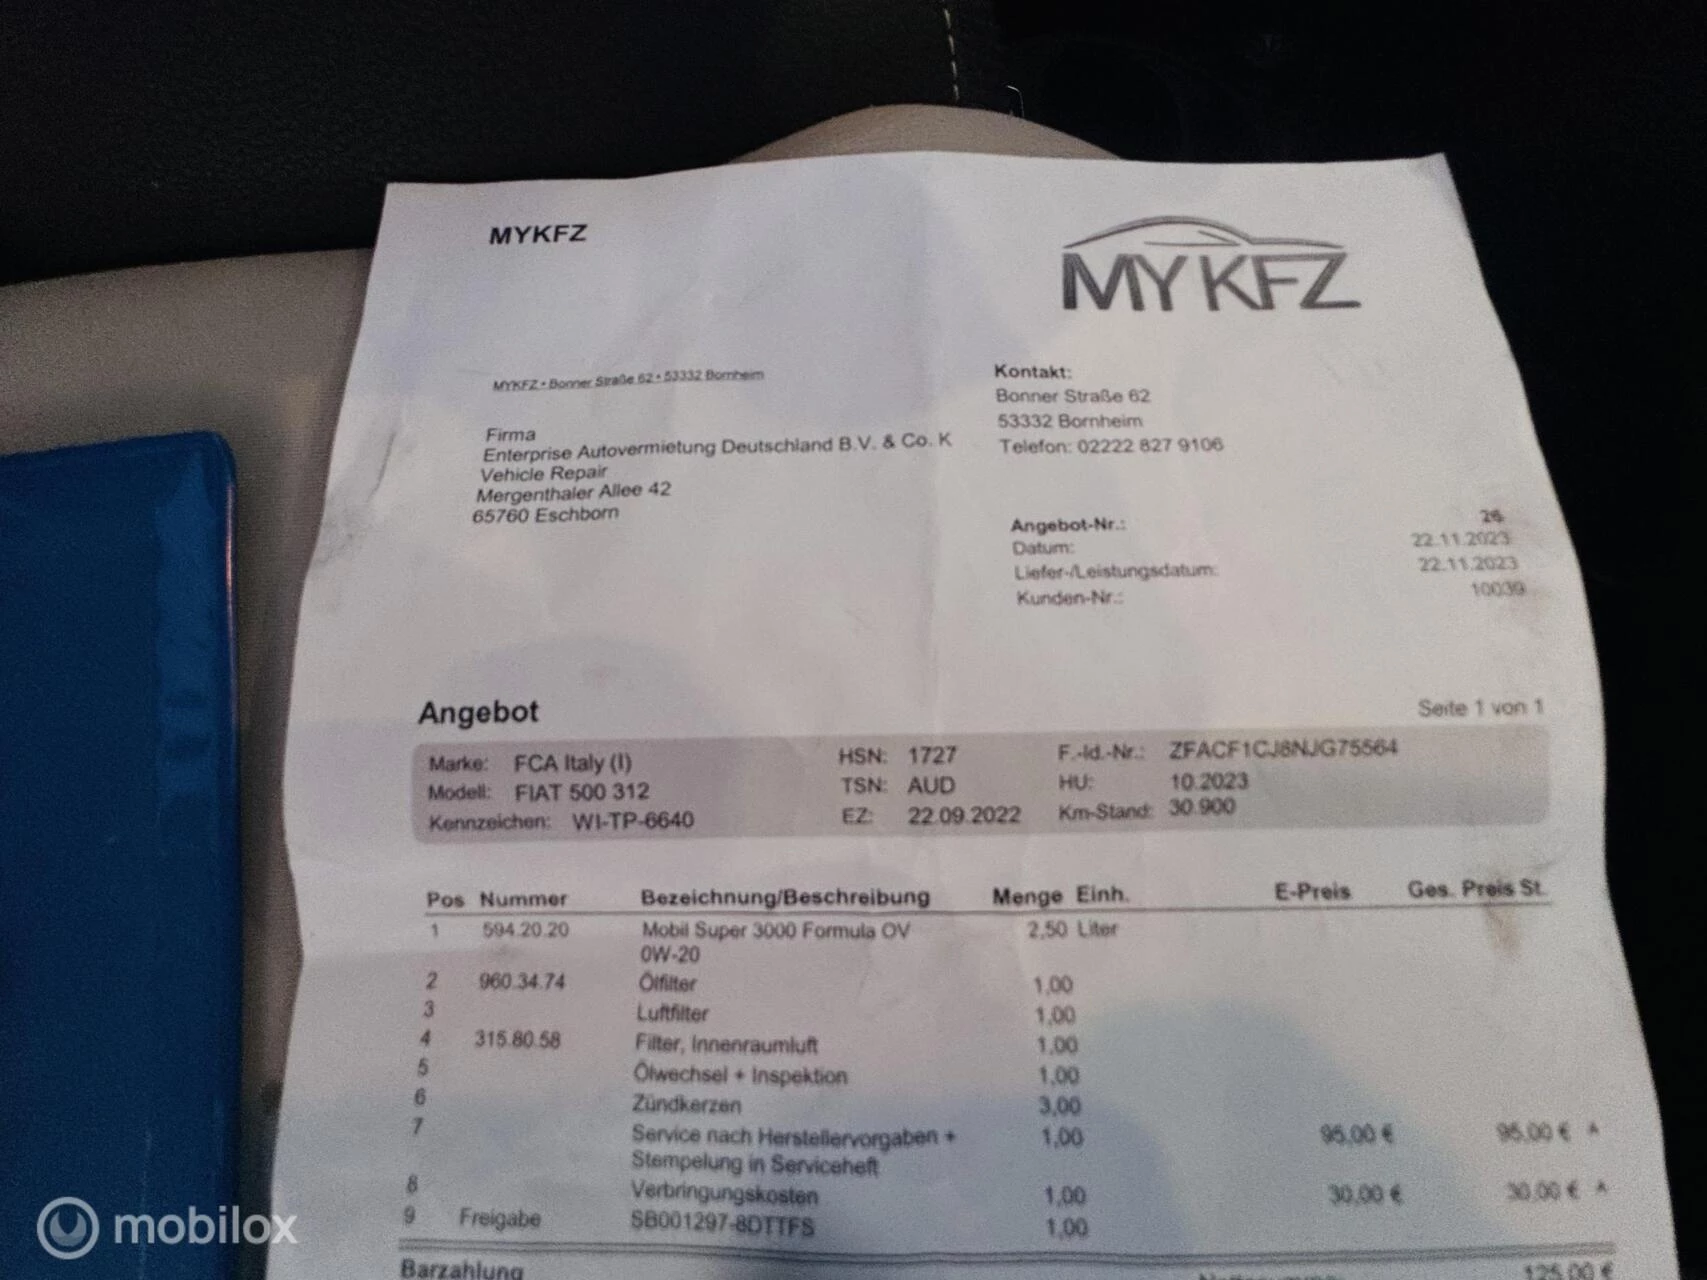 MYKFZ
MYKFZ
MYKFZ • Bonner Straße 62 • 53332 Bornheim
Kontakt:
Bonner Straße 62
53332 Bornheim
Telefon: 02222 827 9106
Firma
Enterprise Autovermietung Deutschland B.V. & Co. K
Vehicle Repair
Mergenthaler Allee 42
65760 Eschborn
Angebot-Nr.: 26
Datum: 22.11.2023
Liefer-/Leistungsdatum: 22.11.2023
Kunden-Nr.: 10039
Angebot
Seite 1 von 1
Marke: FCA Italy (I) HSN: 1727 F.-Id.-Nr.: ZFACF1CJ8NJG75564
Modell: FIAT 500 312 TSN: AUD HU: 10.2023
Kennzeichen: WI-TP-6640 EZ: 22.09.2022 Km-Stand: 30.900
Pos Nummer Bezeichnung/Beschreibung Menge Einh. E-Preis Ges. Preis St.
1 594.20.20 Mobil Super 3000 Formula OV 2,50 Liter
0W-20
2 960.34.74 Ölfilter 1,00
3 Luftfilter 1,00
4 315.80.58 Filter, Innenraumluft 1,00
5 Ölwechsel + Inspektion 1,00
6 Zündkerzen 3,00
7 Service nach Herstellervorgaben + 1,00 95,00 € 95,00 € A
Stempelung in Serviceheft
8 Verbringungskosten 1,00 30,00 € 30,00 € A
9 Freigabe SB001297-8DTTFS 1,00
Barzahlung 125,00 €
mobilox